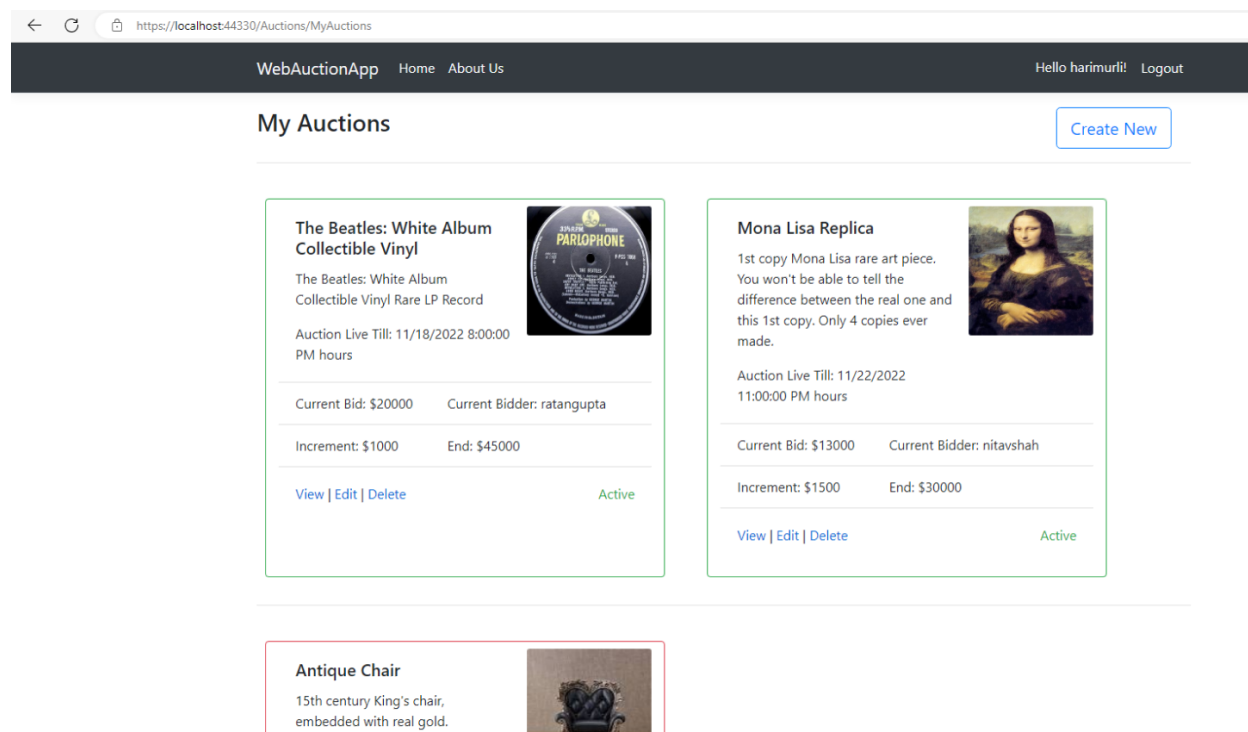 https://localhost:44330/Auctions/MyAuctions
WebAuctionApp Home About Us Hello harimurli! Logout
My Auctions
Create New
The Beatles: White Album
Collectible Vinyl
The Beatles: White Album
Collectible Vinyl Rare LP Record
Auction Live Till: 11/18/2022 8:00:00
PM hours
Current Bid: $20000 Current Bidder: ratangupta
Increment: $1000 End: $45000
View | Edit | Delete Active
PARLOPHONE
THE BEATLES
Mona Lisa Replica
1st copy Mona Lisa rare art piece.
You won't be able to tell the
difference between the real one and
this 1st copy. Only 4 copies ever
made.
Auction Live Till: 11/22/2022
11:00:00 PM hours
Current Bid: $13000 Current Bidder: nitavshah
Increment: $1500 End: $30000
View | Edit | Delete Active
Antique Chair
15th century King's chair,
embedded with real gold.